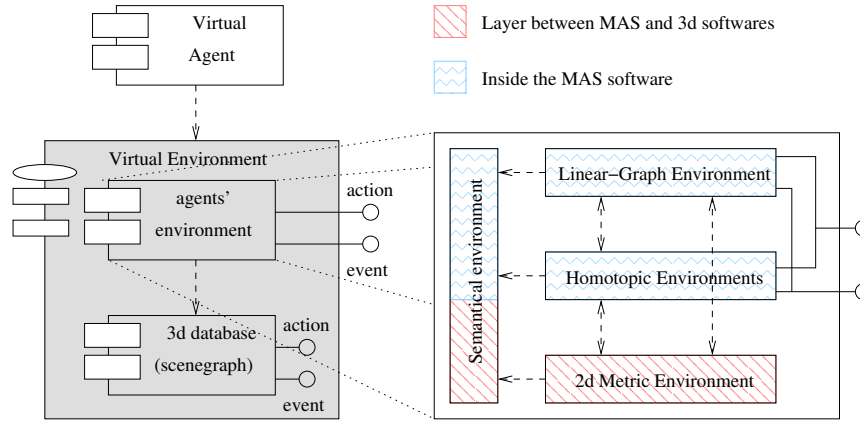 Virtual
Agent
Layer between MAS and 3d softwares
Inside the MAS software
Virtual Environment
agents'
environment
action
event
3d database
(scenegraph)
action
event
Semantical environment
Linear-Graph Environment
Homotopic Environments
2d Metric Environment